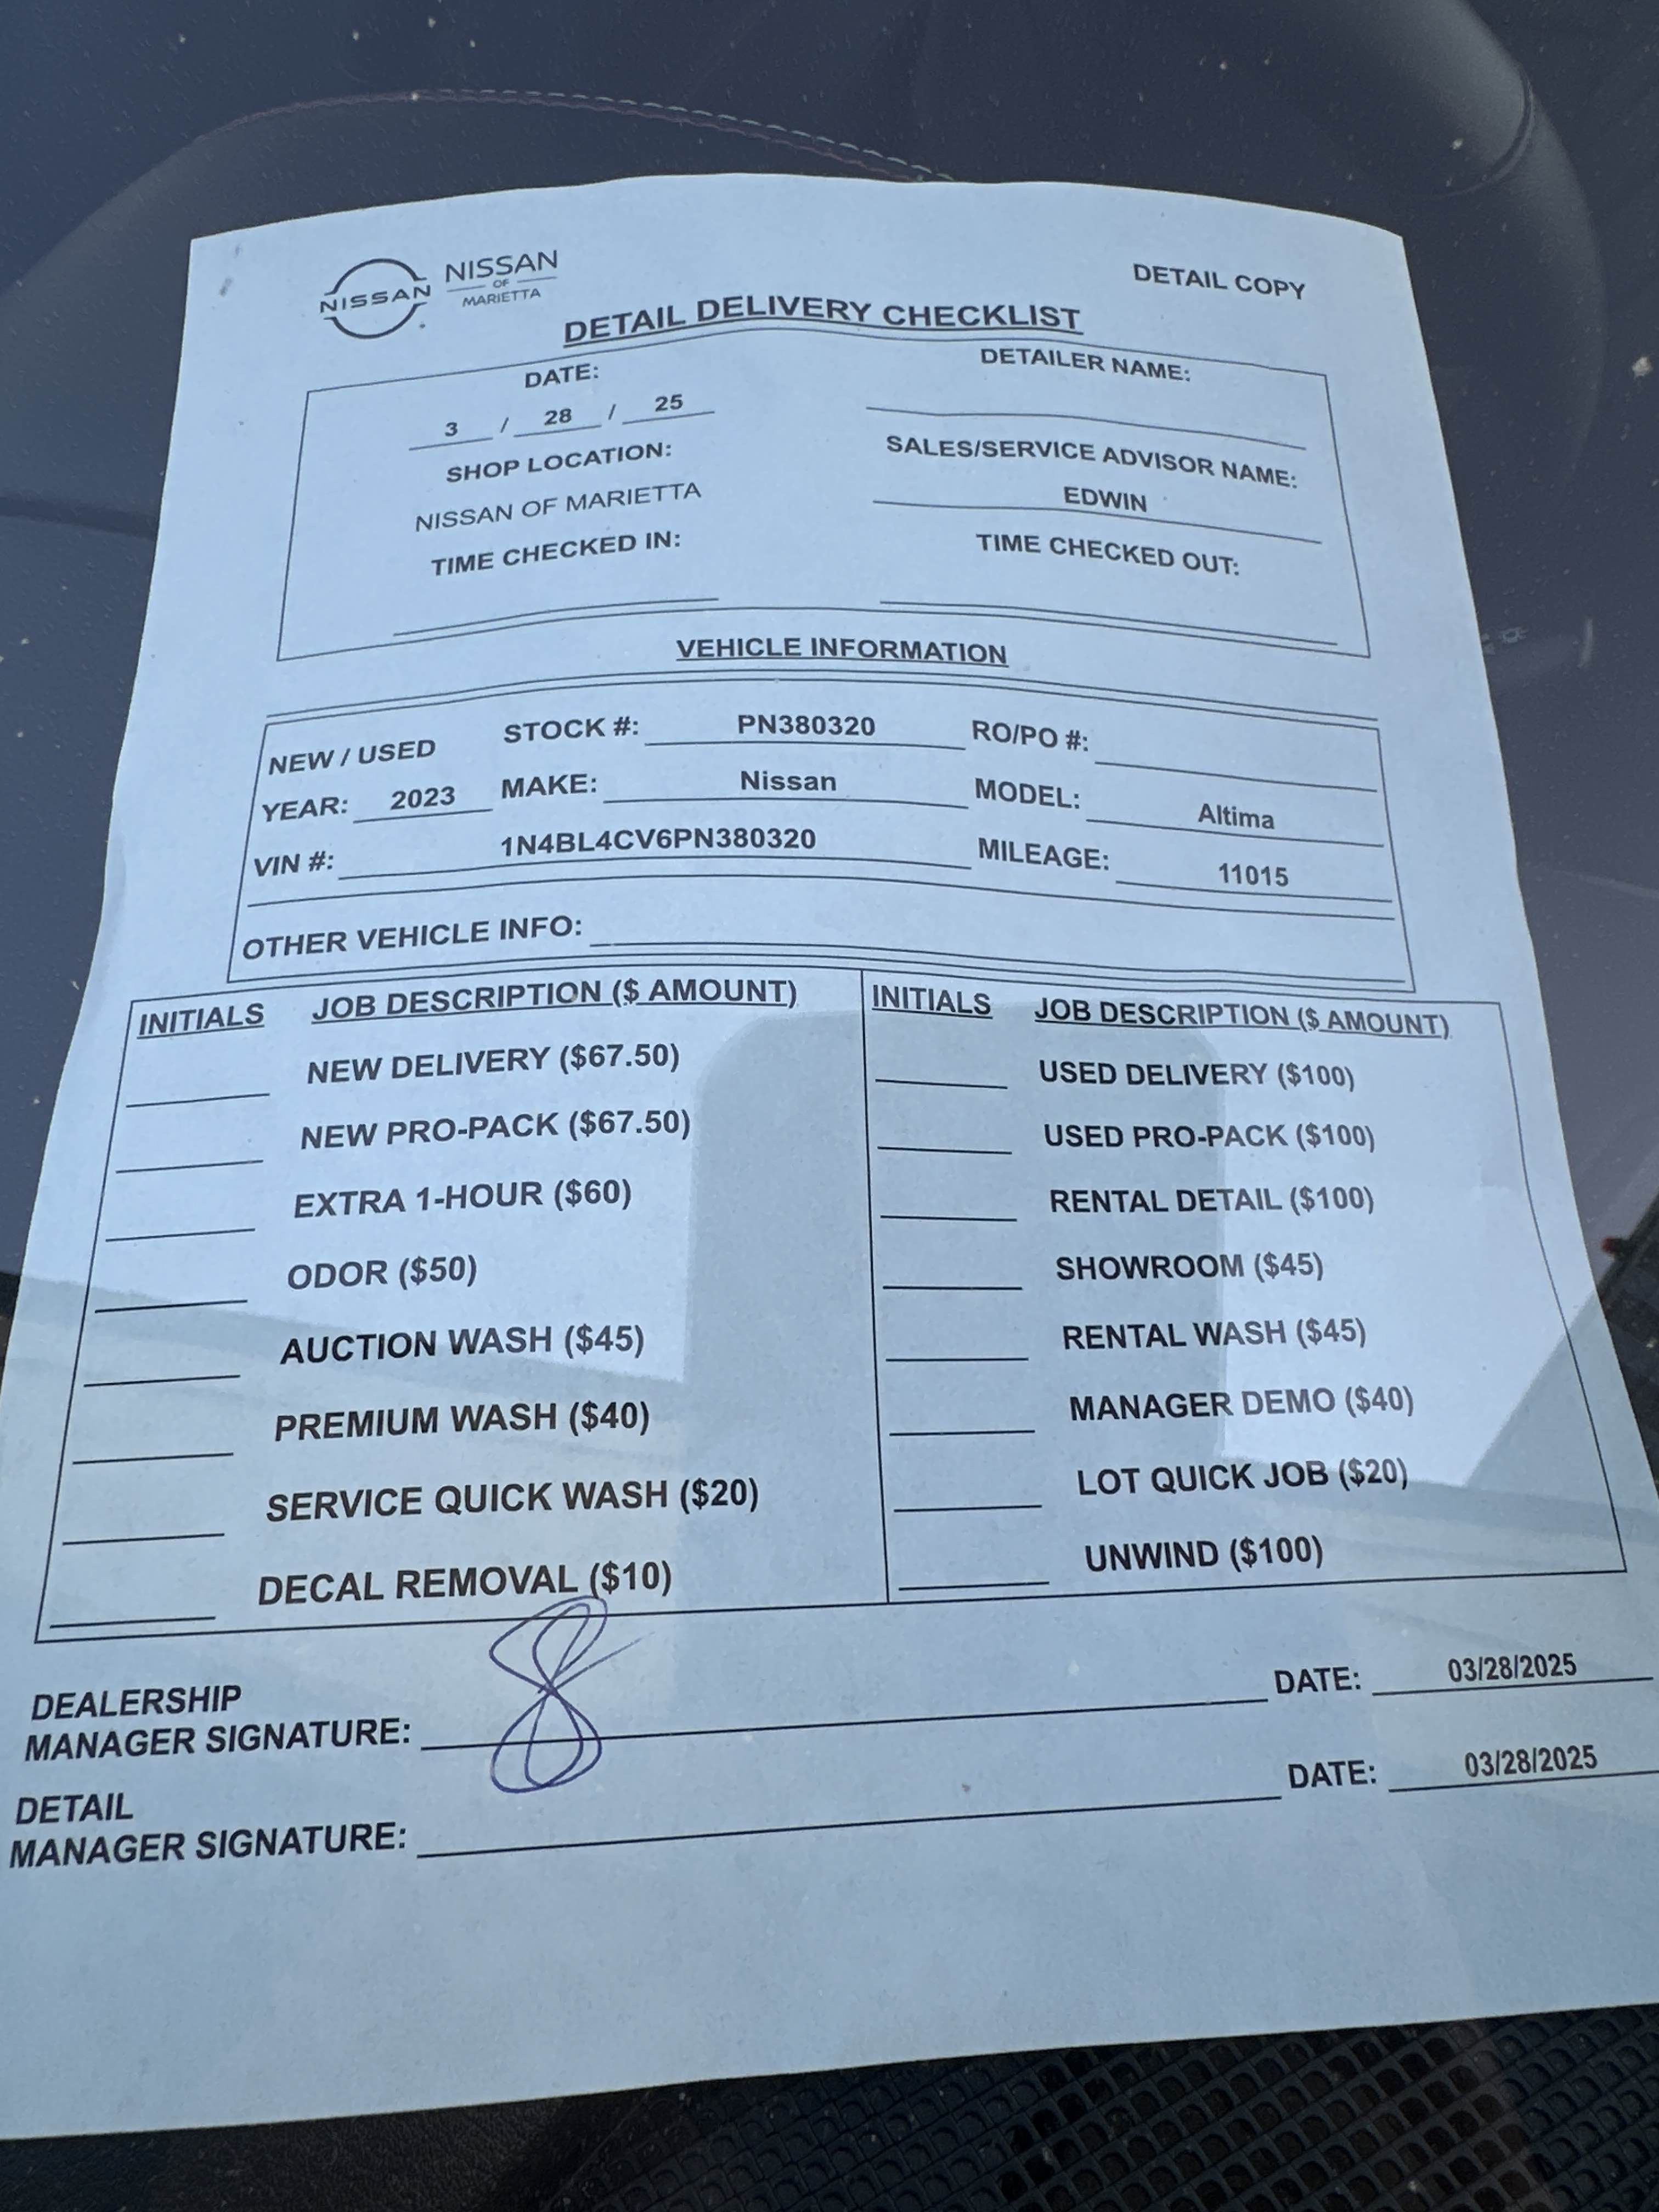 NISSAN
NISSAN
OF
MARIETTA
DETAIL COPY
DETAIL DELIVERY CHECKLIST
DATE:
3 / 28 / 25
DETAILER NAME:
SHOP LOCATION:
NISSAN OF MARIETTA
SALES/SERVICE ADVISOR NAME:
EDWIN
TIME CHECKED IN:
TIME CHECKED OUT:
VEHICLE INFORMATION
NEW / USED STOCK #: PN380320 RO/PO #:
YEAR: 2023 MAKE: Nissan MODEL: Altima
VIN #: 1N4BL4CV6PN380320 MILEAGE: 11015
OTHER VEHICLE INFO:
INITIALS JOB DESCRIPTION ($ AMOUNT)
NEW DELIVERY ($67.50)
NEW PRO-PACK ($67.50)
EXTRA 1-HOUR ($60)
ODOR ($50)
AUCTION WASH ($45)
PREMIUM WASH ($40)
SERVICE QUICK WASH ($20)
DECAL REMOVAL ($10)
INITIALS JOB DESCRIPTION ($ AMOUNT)
USED DELIVERY ($100)
USED PRO-PACK ($100)
RENTAL DETAIL ($100)
SHOWROOM ($45)
RENTAL WASH ($45)
MANAGER DEMO ($40)
LOT QUICK JOB ($20)
UNWIND ($100)
DEALERSHIP
MANAGER SIGNATURE: DATE: 03/28/2025
DETAIL
MANAGER SIGNATURE: DATE: 03/28/2025